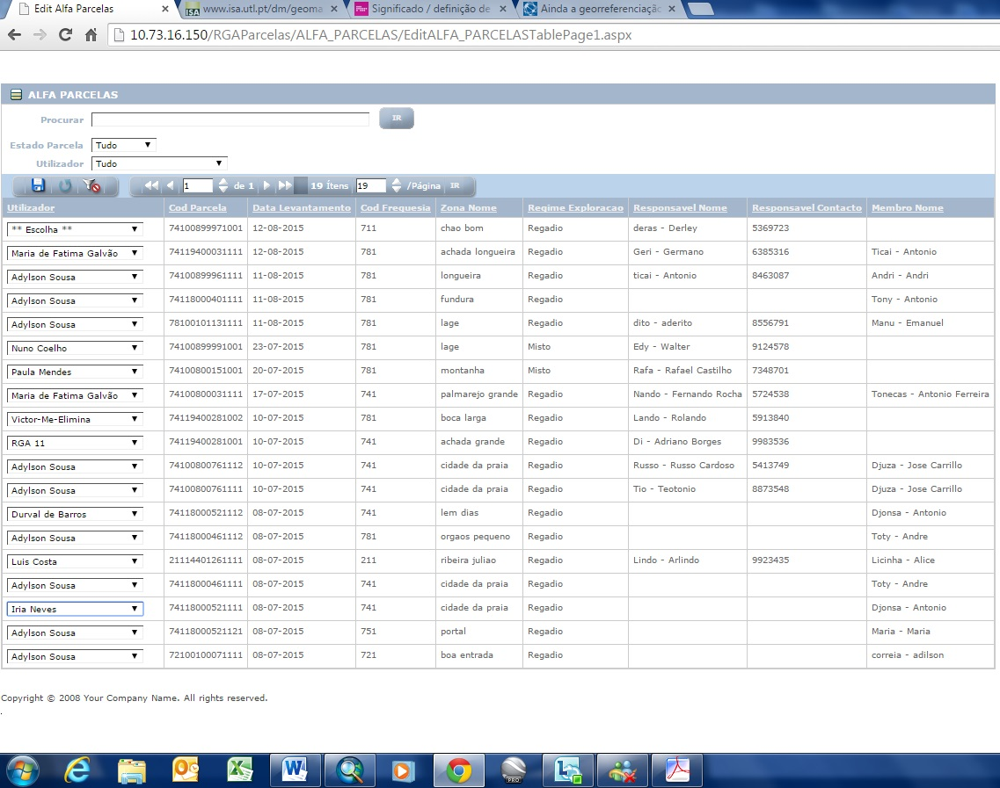 Edit Alfa Parcelas × www.isa.utl.pt/dm/geoma × Significado / definição de × Ainda a georreferenciação ×
10.73.16.150/RGAParcelas/ALFA_PARCELAS/EditALFA_PARCELASTablePage1.aspx
ALFA PARCELAS
Procurar IR
Estado Parcela Tudo
Utilizador Tudo
1 de 1 19 Ítens 19 /Página IR
Utilizador Cod Parcela Data Levantamento Cod Frequesia Zona Nome Regime Exploracao Responsavel Nome Responsavel Contacto Membro Nome
** Escolha ** 74100899971001 12-08-2015 711 chao bom Regadio deras - Derley 5369723
Maria de Fatima Galvão 74119400031111 12-08-2015 781 achada longueira Regadio Geri - Germano 6385316 Ticai - Antonio
Adylson Sousa 74100899961111 11-08-2015 781 longueira Regadio ticai - Antonio 8463087 Andri - Andri
Adylson Sousa 74118000401111 11-08-2015 781 fundura Regadio Tony - Antonio
Adylson Sousa 78100101131111 11-08-2015 781 lage Regadio dito - aderito 8556791 Manu - Emanuel
Nuno Coelho 74100899991001 23-07-2015 781 lage Misto Edy - Walter 9124578
Paula Mendes 74100800151001 20-07-2015 781 montanha Misto Rafa - Rafael Castilho 7348701
Maria de Fatima Galvão 74100800031111 17-07-2015 741 palmarejo grande Regadio Nando - Fernando Rocha 5724538 Tonecas - Antonio Ferreira
Victor-Me-Elimina 74119400281002 10-07-2015 781 boca larga Regadio Lando - Rolando 5913840
RGA 11 74119400281001 10-07-2015 741 achada grande Regadio Di - Adriano Borges 9983536
Adylson Sousa 74100800761112 10-07-2015 741 cidade da praia Regadio Russo - Russo Cardoso 5413749 Djuza - Jose Carrillo
Adylson Sousa 74100800761111 10-07-2015 741 cidade da praia Regadio Tio - Teotonio 8873548 Djuza - Jose Carrillo
Durval de Barros 74118000521112 08-07-2015 741 lem dias Regadio Djonsa - Antonio
Adylson Sousa 74118000461112 08-07-2015 781 orgaos pequeno Regadio Toty - Andre
Luis Costa 21114401261111 08-07-2015 211 ribeira juliao Regadio Lindo - Arlindo 9923435 Licinha - Alice
Adylson Sousa 74118000461111 08-07-2015 741 cidade da praia Regadio Toty - Andre
Iria Neves 74118000521111 08-07-2015 741 cidade da praia Regadio Djonsa - Antonio
Adylson Sousa 74118000521121 08-07-2015 751 portal Regadio Maria - Maria
Adylson Sousa 72100100071111 08-07-2015 721 boa entrada Regadio correia - adilson
Copyright © 2008 Your Company Name. All rights reserved.
.
PRO